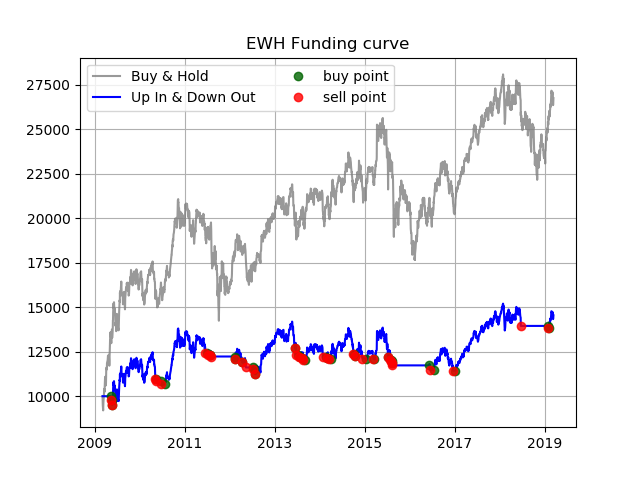 EWH Funding curve
Buy & Hold
Up In & Down Out
buy point
sell point
27500
25000
22500
20000
17500
15000
12500
10000
2009 2011 2013 2015 2017 2019